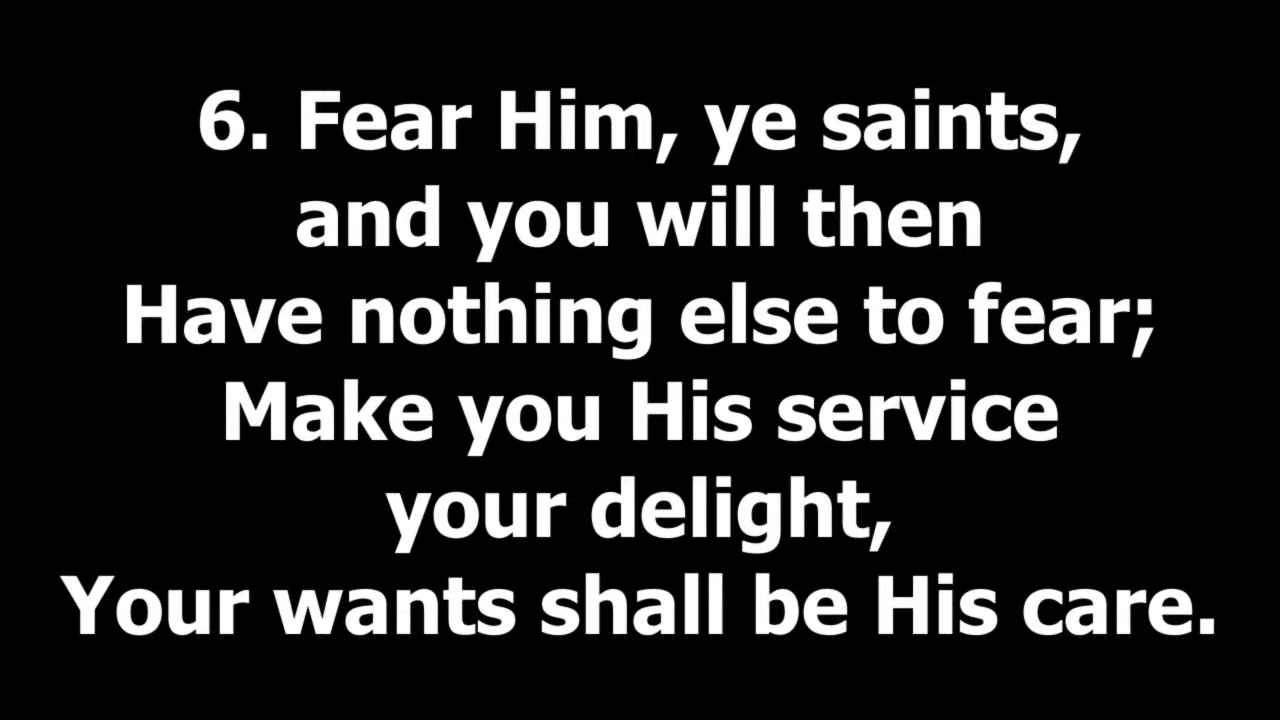 6. Fear Him, ye saints,
and you will then
Have nothing else to fear;
Make you His service
your delight,
Your wants shall be His care.